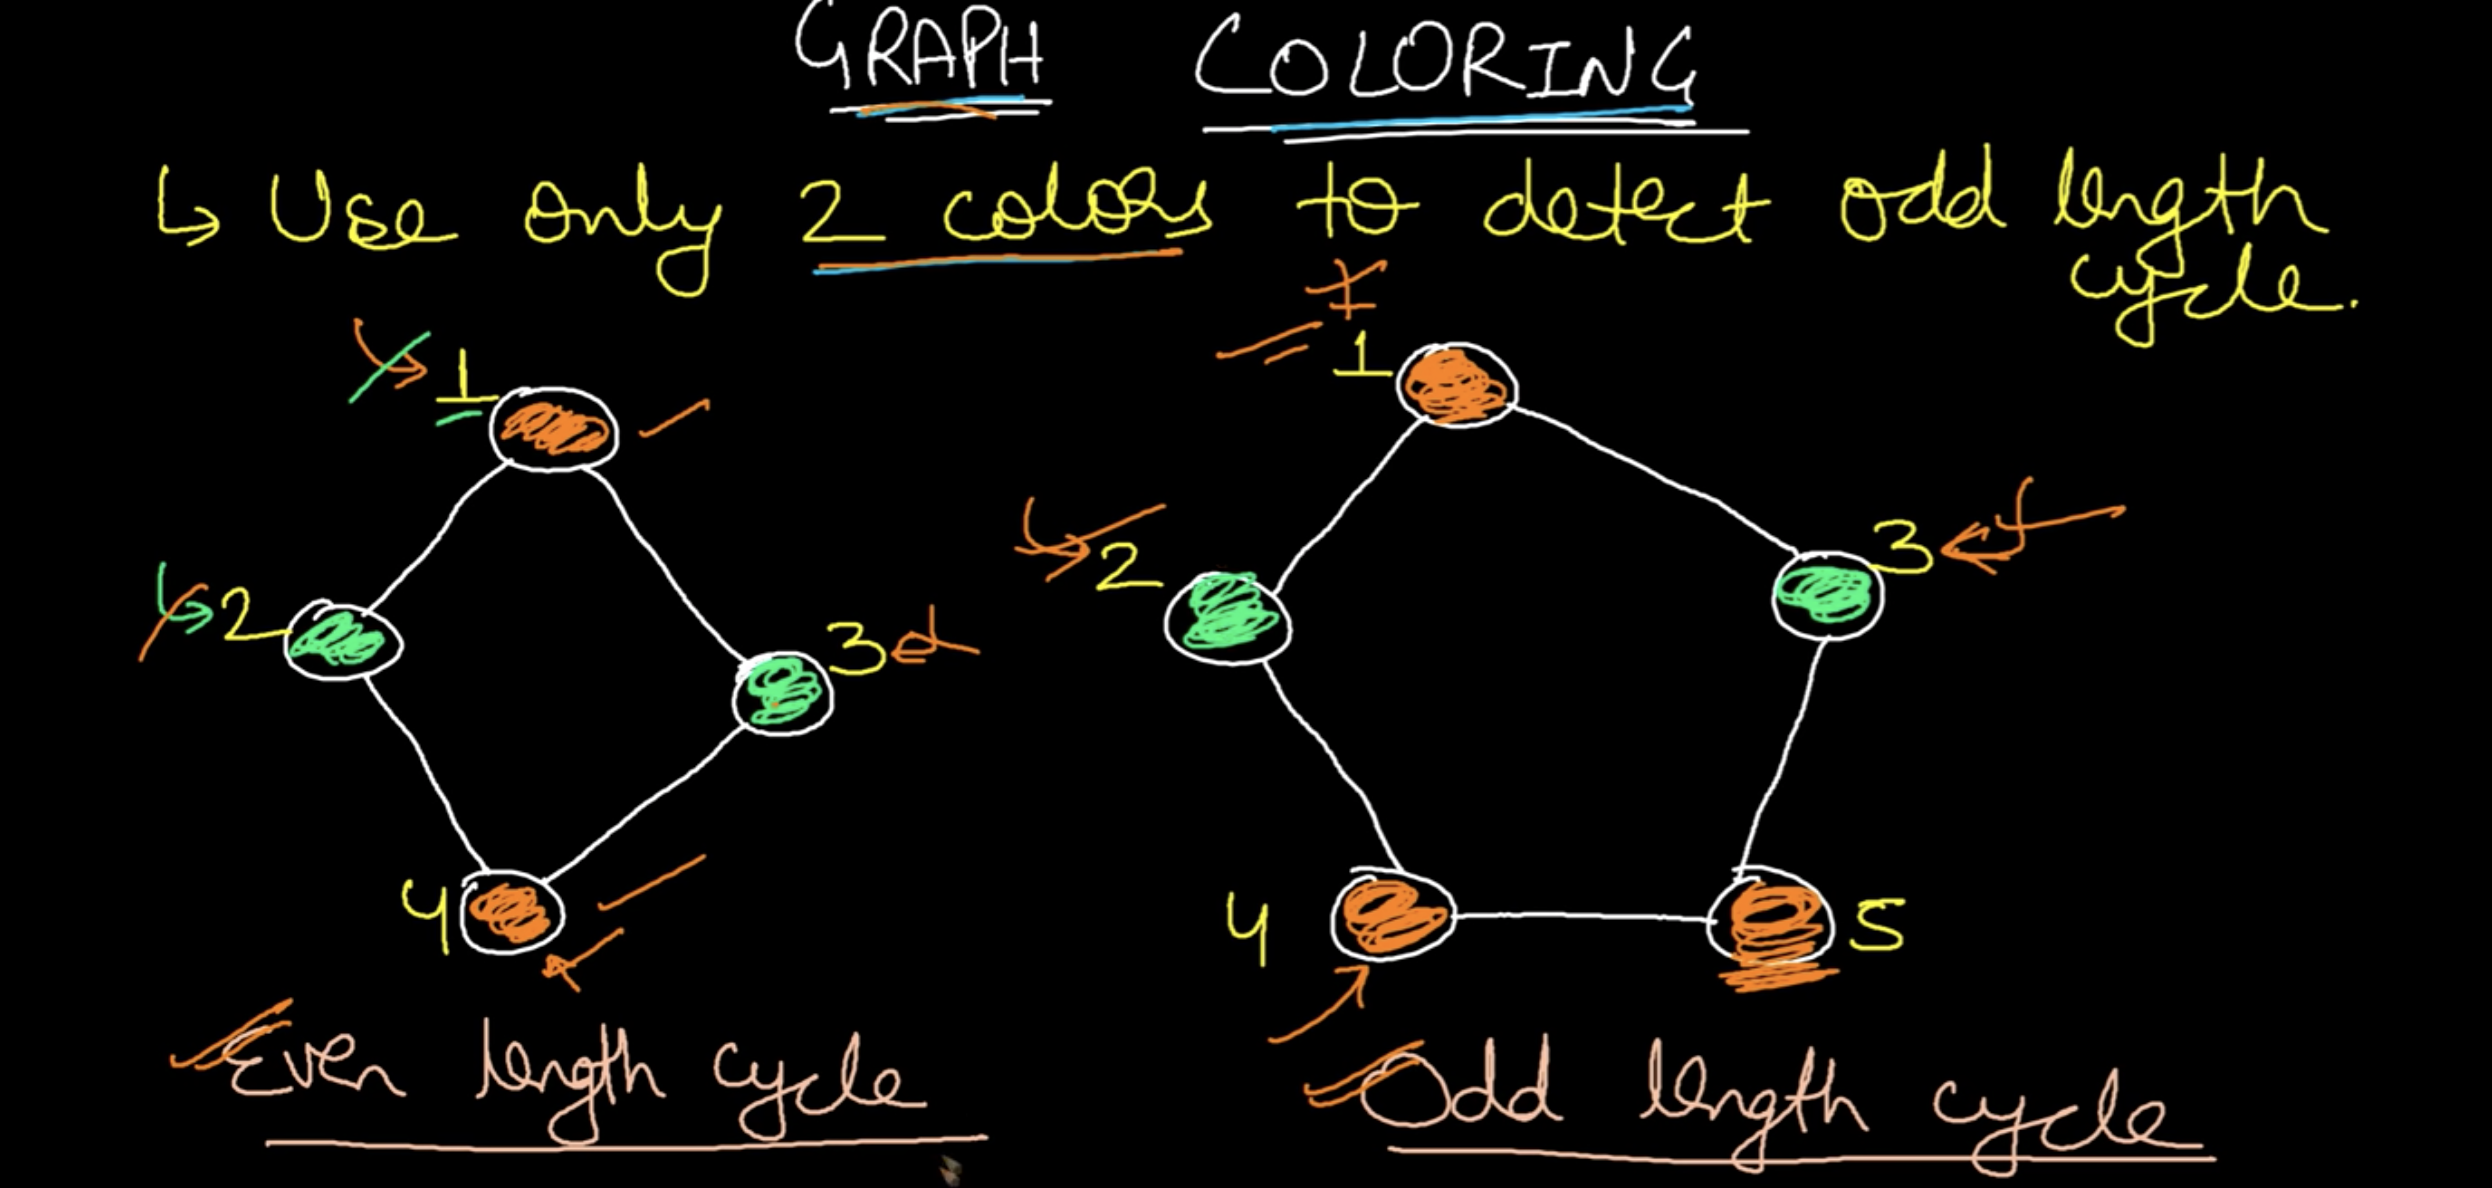 GRAPH COLORING
↳ Use only 2 colors to detect odd length
cycle.
1
2
3
4
1
2
3
4
5
Even length cycle
Odd length cycle